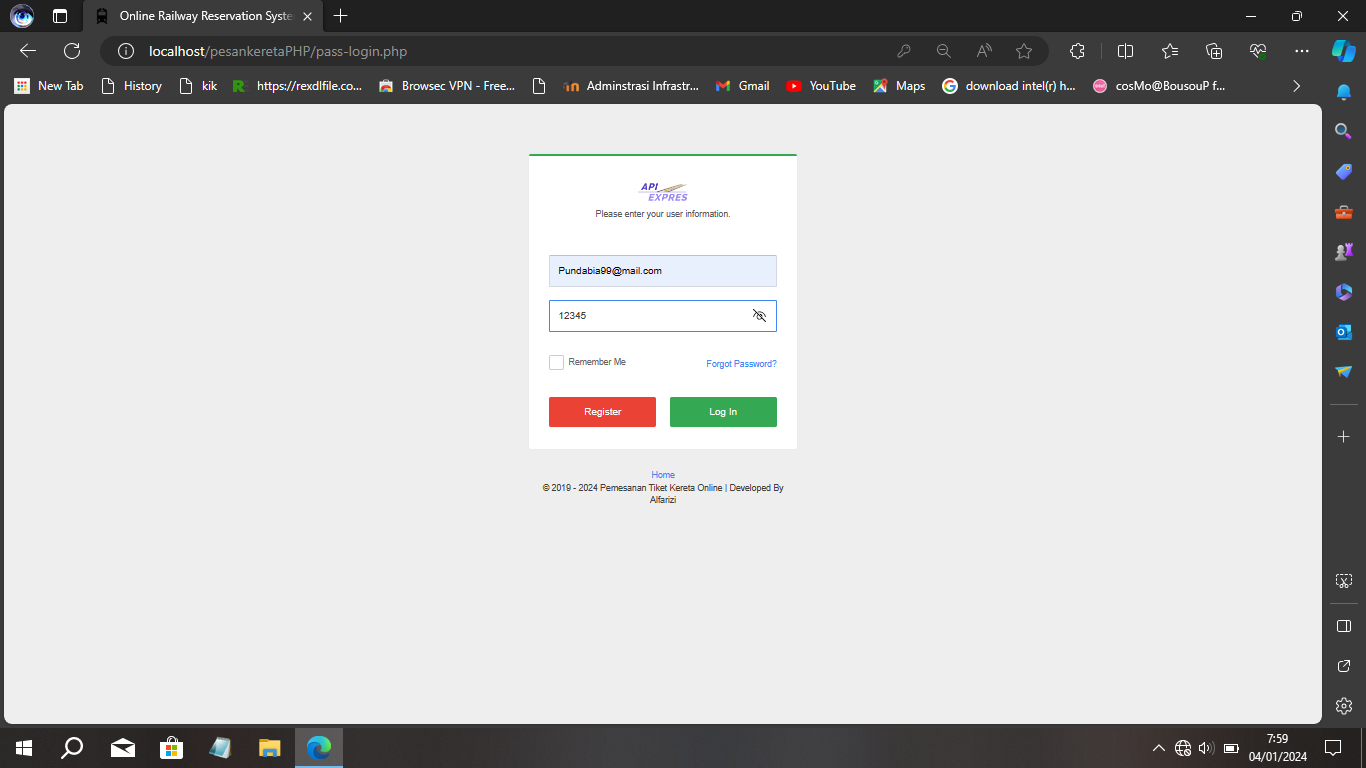 Online Railway Reservation Syste
localhost/pesankeretaPHP/pass-login.php
New Tab
History
kik
https://rexdlfile.co...
Browsec VPN - Free...
Adminstrasi Infrastr...
Gmail
YouTube
Maps
download intel(r) h...
cosMo@BousouP f...
API
EXPRES
Please enter your user information.
Pundabia99@mail.com
12345
Remember Me
Forgot Password?
Register
Log In
Home
© 2019 - 2024 Pemesanan Tiket Kereta Online | Developed By
Alfarizi
7:59
04/01/2024